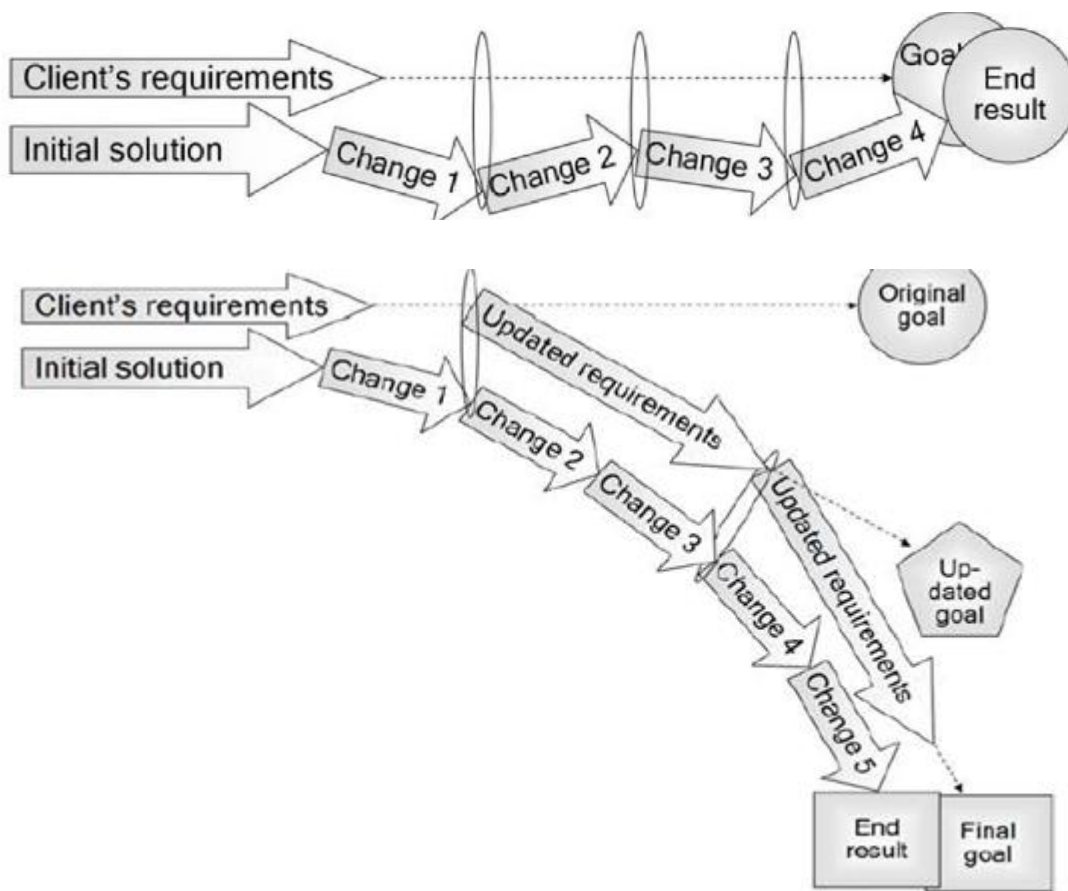 Client's requirements
Goal
End
result
Initial solution
Change 1
Change 2
Change 3
Change 4
Client's requirements
Original
goal
Initial solution
Updated requirements
Change 1
Change 2
Change 3
Updated requirements
Up-
dated
goal
Change 4
Change 5
End
result
Final
goal